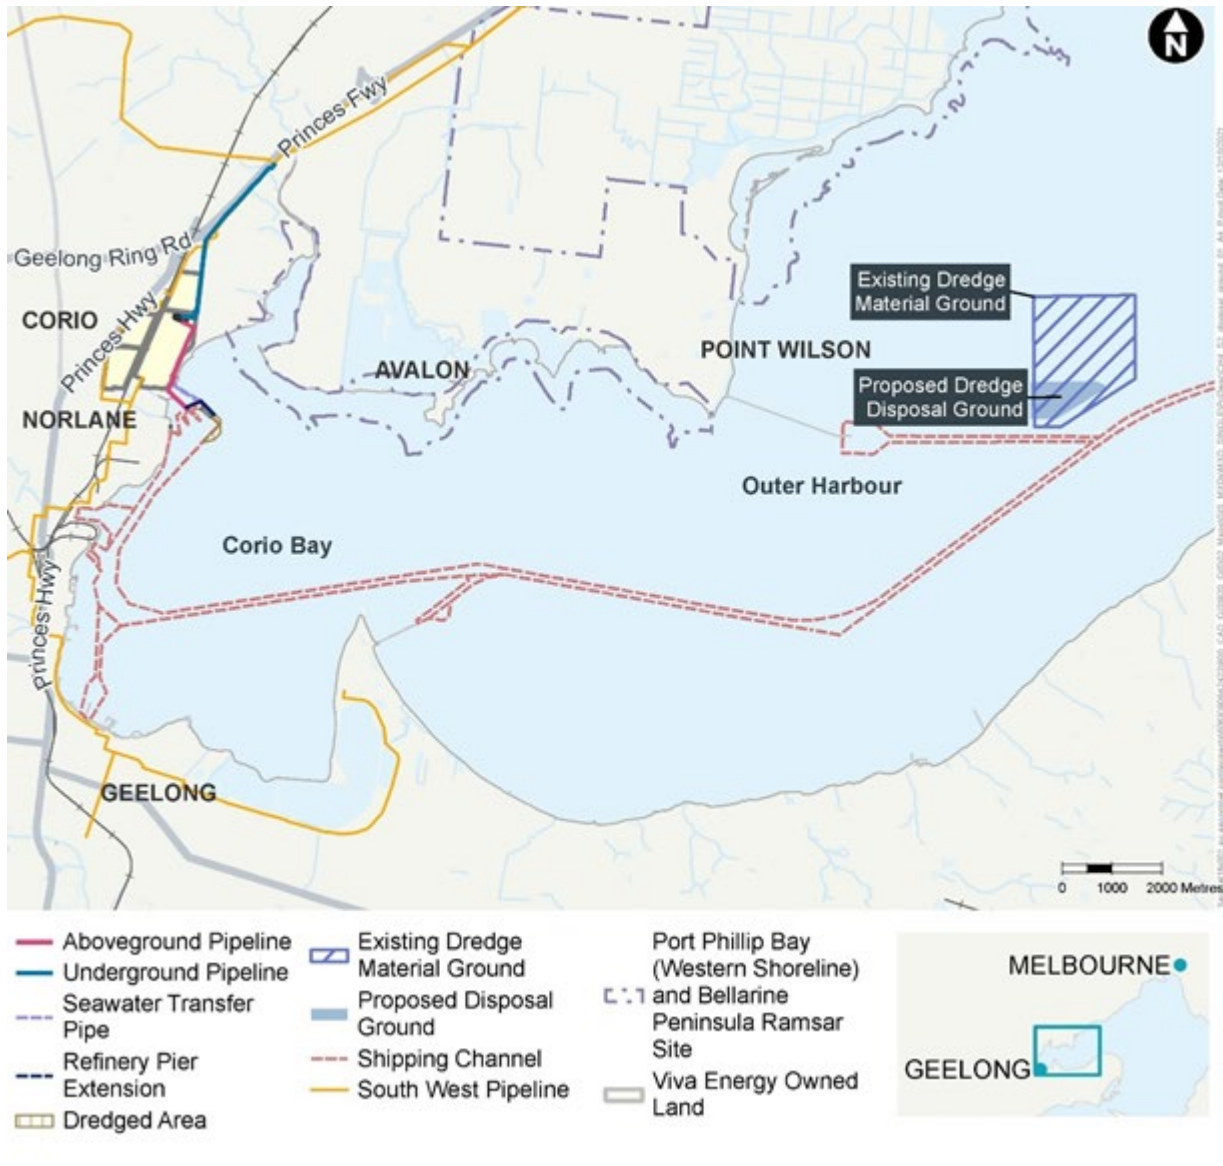 N
Princes Fwy
Geelong Ring Rd
Princes Hwy
CORIO
NORLANE
AVALON
POINT WILSON
Existing Dredge
Material Ground
Proposed Dredge
Disposal Ground
Outer Harbour
Corio Bay
Princes Hwy
GEELONG
0 1000 2000 Metres
Aboveground Pipeline
Underground Pipeline
Seawater Transfer
Pipe
Refinery Pier
Extension
Dredged Area
Existing Dredge
Material Ground
Proposed Disposal
Ground
Shipping Channel
South West Pipeline
Port Phillip Bay
(Western Shoreline)
and Bellarine
Peninsula Ramsar
Site
Viva Energy Owned
Land
MELBOURNE
GEELONG